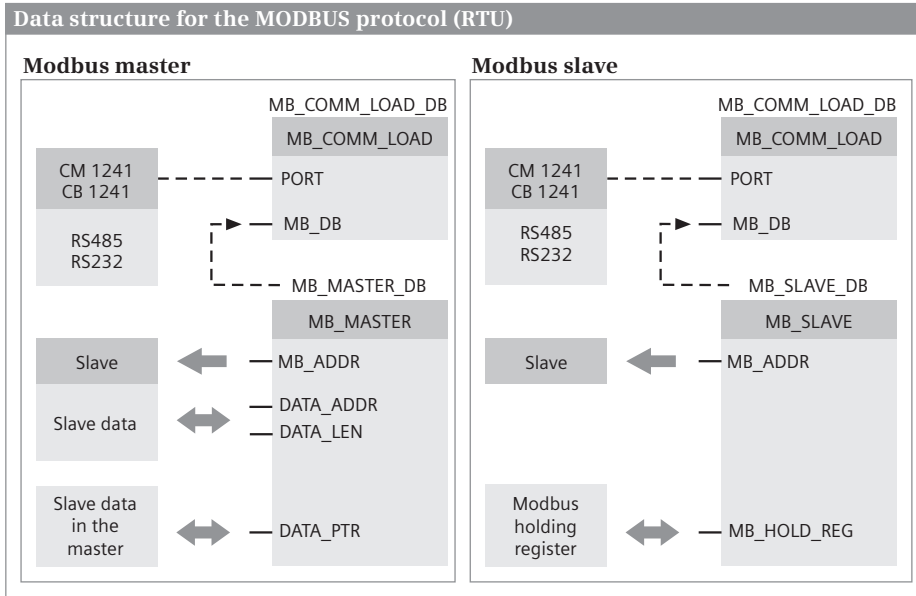 Data structure for the MODBUS protocol (RTU)
Modbus master
MB_COMM_LOAD_DB
MB_COMM_LOAD
CM 1241
CB 1241
PORT
RS485
RS232
MB_DB
MB_MASTER_DB
MB_MASTER
Slave
MB_ADDR
Slave data
DATA_ADDR
DATA_LEN
Slave data
in the
master
DATA_PTR
Modbus slave
MB_COMM_LOAD_DB
MB_COMM_LOAD
CM 1241
CB 1241
PORT
RS485
RS232
MB_DB
MB_SLAVE_DB
MB_SLAVE
Slave
MB_ADDR
Modbus
holding
register
MB_HOLD_REG